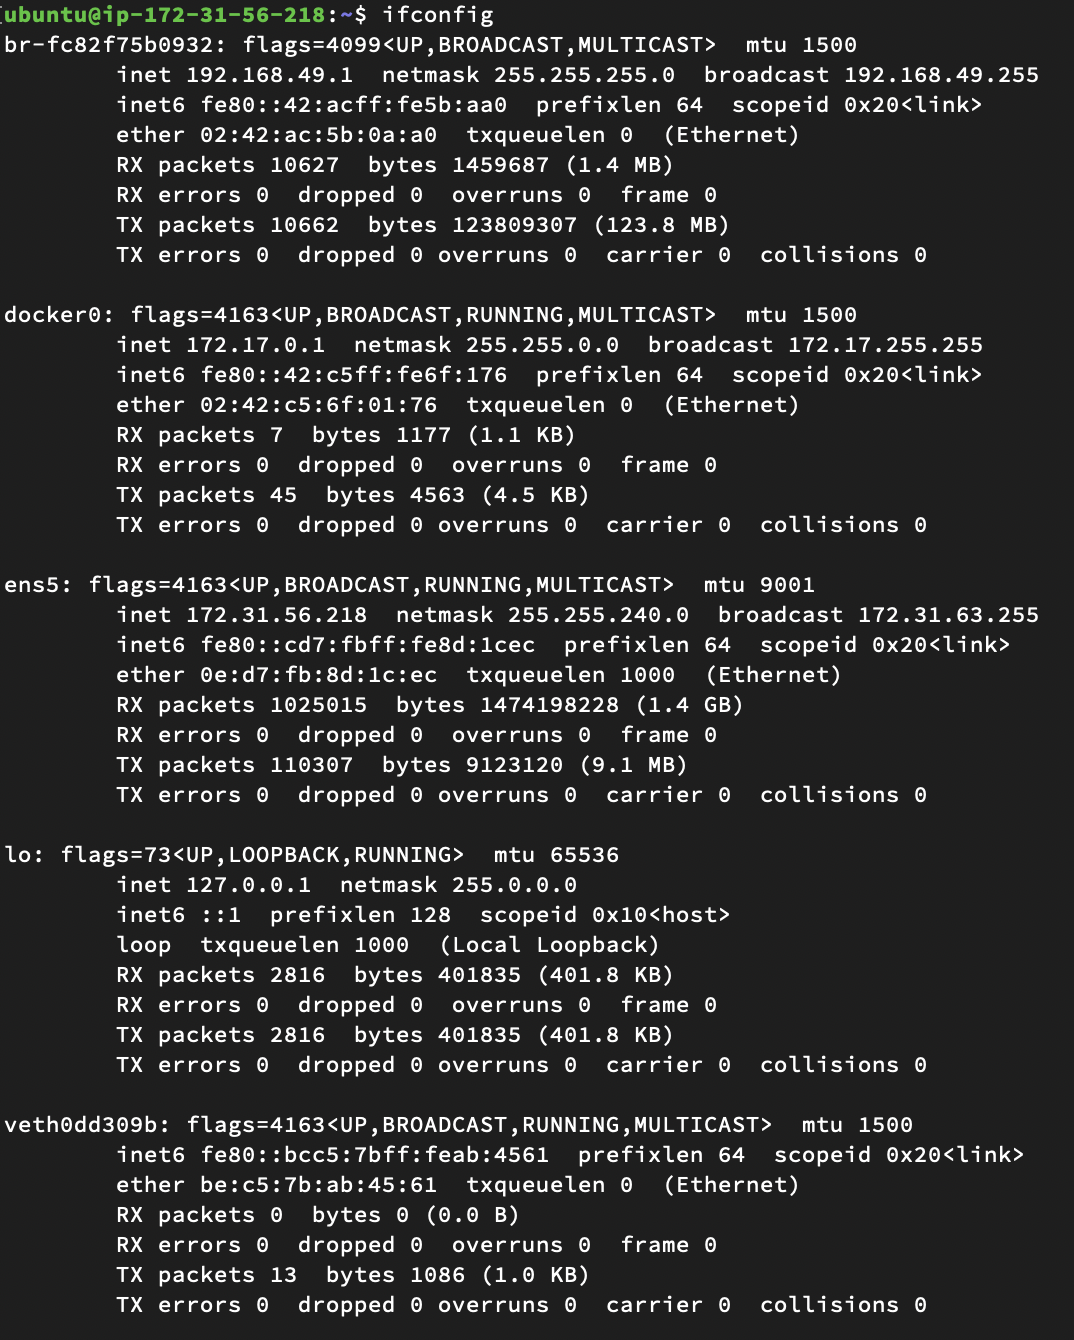 ubuntu@ip-172-31-56-218:~$ ifconfig
br-fc82f75b0932: flags=4099<UP,BROADCAST,MULTICAST>  mtu 1500
        inet 192.168.49.1  netmask 255.255.255.0  broadcast 192.168.49.255
        inet6 fe80::42:acff:fe5b:aa0  prefixlen 64  scopeid 0x20<link>
        ether 02:42:ac:5b:0a:a0  txqueuelen 0  (Ethernet)
        RX packets 10627  bytes 1459687 (1.4 MB)
        RX errors 0  dropped 0  overruns 0  frame 0
        TX packets 10662  bytes 123809307 (123.8 MB)
        TX errors 0  dropped 0 overruns 0  carrier 0  collisions 0

docker0: flags=4163<UP,BROADCAST,RUNNING,MULTICAST>  mtu 1500
        inet 172.17.0.1  netmask 255.255.0.0  broadcast 172.17.255.255
        inet6 fe80::42:c5ff:fe6f:176  prefixlen 64  scopeid 0x20<link>
        ether 02:42:c5:6f:01:76  txqueuelen 0  (Ethernet)
        RX packets 7  bytes 1177 (1.1 KB)
        RX errors 0  dropped 0  overruns 0  frame 0
        TX packets 45  bytes 4563 (4.5 KB)
        TX errors 0  dropped 0 overruns 0  carrier 0  collisions 0

ens5: flags=4163<UP,BROADCAST,RUNNING,MULTICAST>  mtu 9001
        inet 172.31.56.218  netmask 255.255.240.0  broadcast 172.31.63.255
        inet6 fe80::cd7:fbff:fe8d:1cec  prefixlen 64  scopeid 0x20<link>
        ether 0e:d7:fb:8d:1c:ec  txqueuelen 1000  (Ethernet)
        RX packets 1025015  bytes 1474198228 (1.4 GB)
        RX errors 0  dropped 0  overruns 0  frame 0
        TX packets 110307  bytes 9123120 (9.1 MB)
        TX errors 0  dropped 0 overruns 0  carrier 0  collisions 0

lo: flags=73<UP,LOOPBACK,RUNNING>  mtu 65536
        inet 127.0.0.1  netmask 255.0.0.0
        inet6 ::1  prefixlen 128  scopeid 0x10<host>
        loop  txqueuelen 1000  (Local Loopback)
        RX packets 2816  bytes 401835 (401.8 KB)
        RX errors 0  dropped 0  overruns 0  frame 0
        TX packets 2816  bytes 401835 (401.8 KB)
        TX errors 0  dropped 0 overruns 0  carrier 0  collisions 0

veth0dd309b: flags=4163<UP,BROADCAST,RUNNING,MULTICAST>  mtu 1500
        inet6 fe80::bcc5:7bff:feab:4561  prefixlen 64  scopeid 0x20<link>
        ether be:c5:7b:ab:45:61  txqueuelen 0  (Ethernet)
        RX packets 0  bytes 0 (0.0 B)
        RX errors 0  dropped 0  overruns 0  frame 0
        TX packets 13  bytes 1086 (1.0 KB)
        TX errors 0  dropped 0 overruns 0  carrier 0  collisions 0